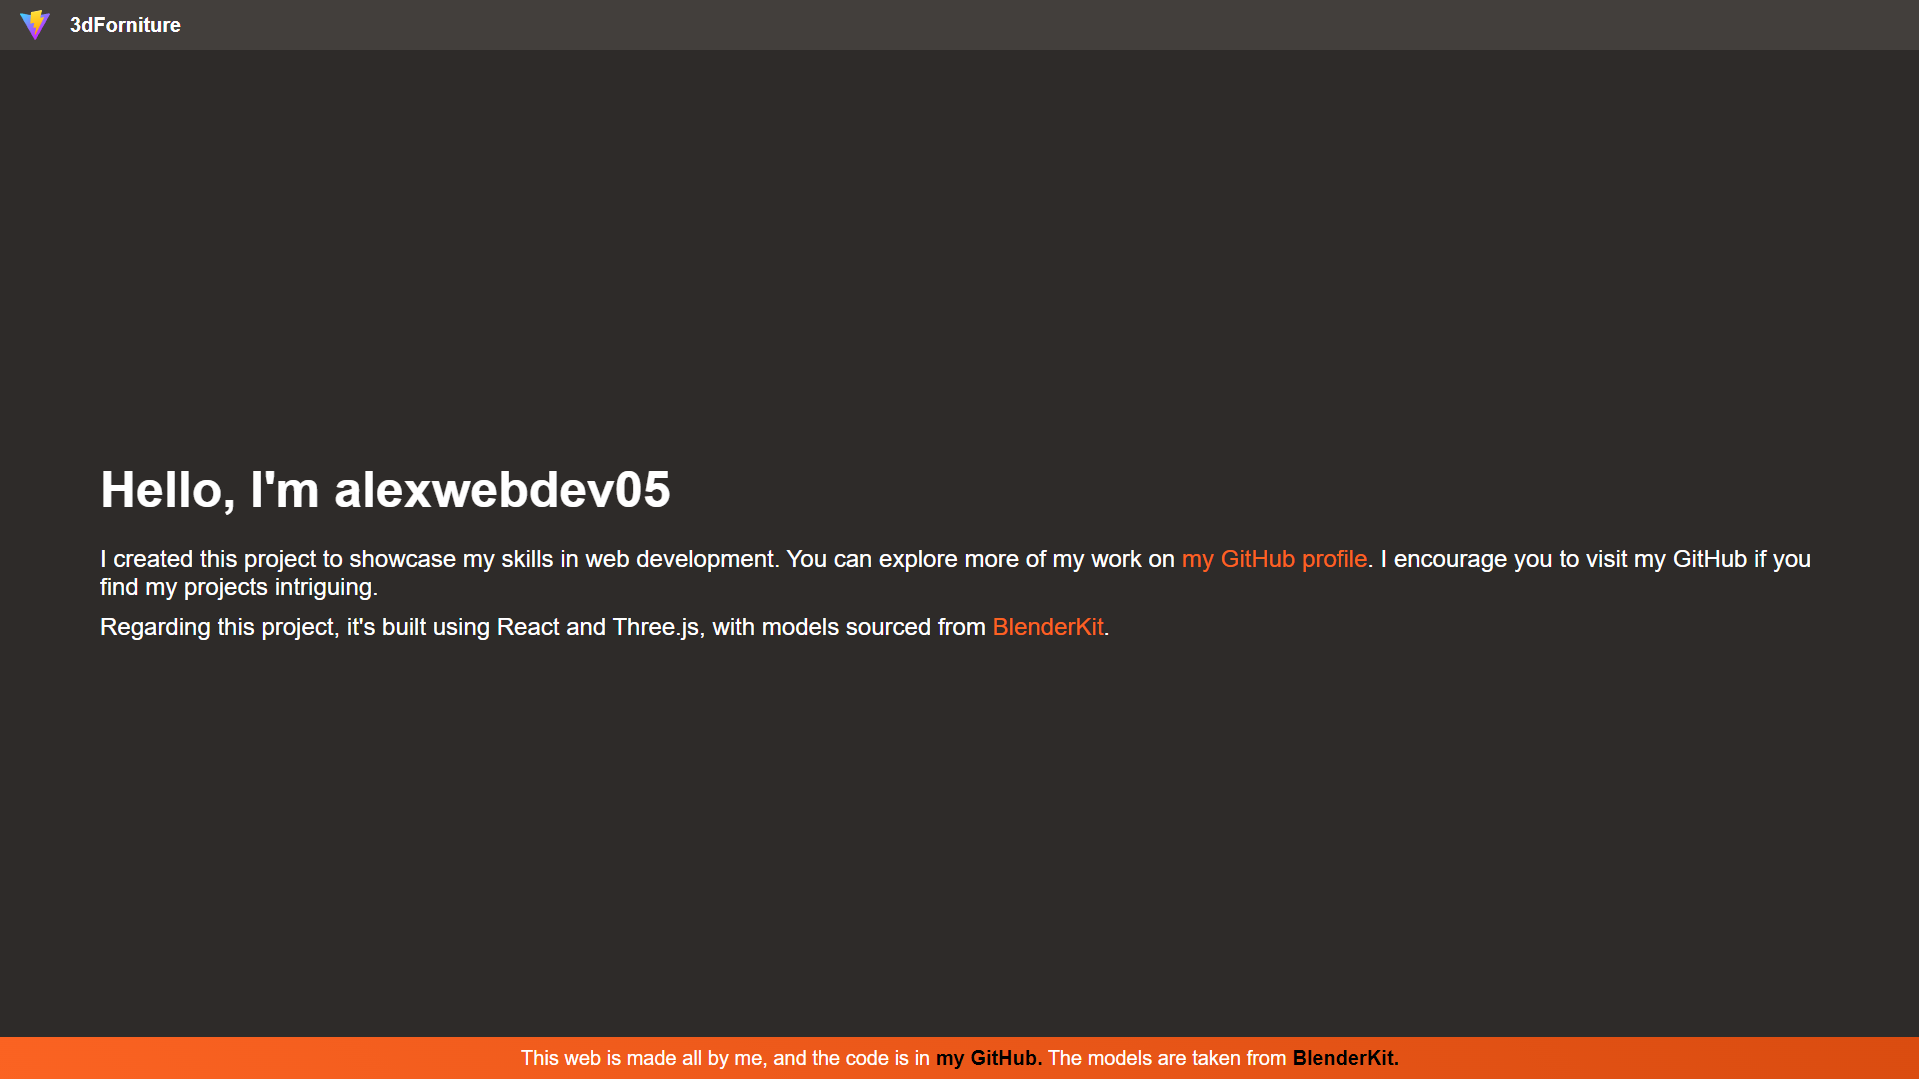 3dForniture
Hello, I'm alexwebdev05
I created this project to showcase my skills in web development. You can explore more of my work on my GitHub profile. I encourage you to visit my GitHub if you
find my projects intriguing.
Regarding this project, it's built using React and Three.js, with models sourced from BlenderKit.
This web is made all by me, and the code is in my GitHub. The models are taken from BlenderKit.